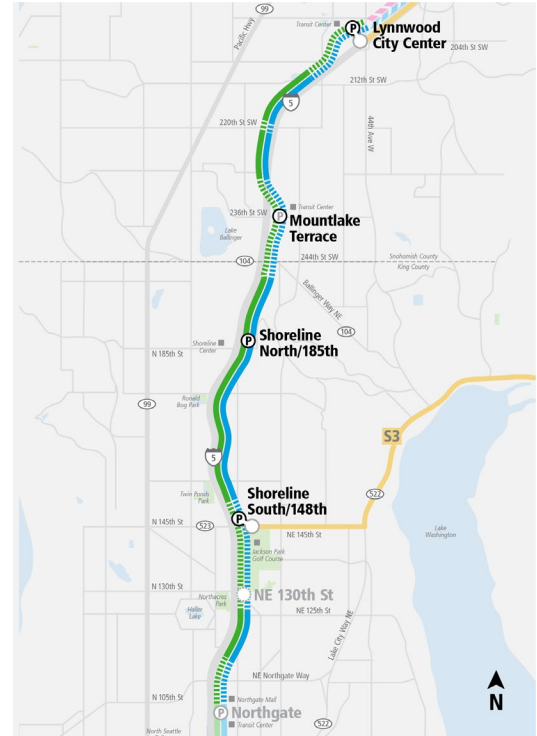 99
Pacific Hwy
Transit Center
P
Lynnwood
City Center
204th St SW
212th St SW
5
44th Ave W
220th St SW
236th St SW
Transit Center
P
Mountlake
Terrace
Lake
Ballinger
104
244th St SW
Snohomish County
King County
Ballinger Way NE
104
Shoreline
Center
P
Shoreline
North/185th
N 185th St
99
Ronald
Bog Park
S3
5
522
Twin Ponds
Park
Shoreline
South/148th
P
N 145th St
523
NE 145th St
Lake
Washington
Jackson Park
Golf Course
N 130th St
Northacres
Park
NE 130th St
Haller
Lake
NE 125th St
Lake City Way NE
NE Northgate Way
N 105th St
Northgate Mall
P
Northgate
Transit Center
522
North Seattle
N